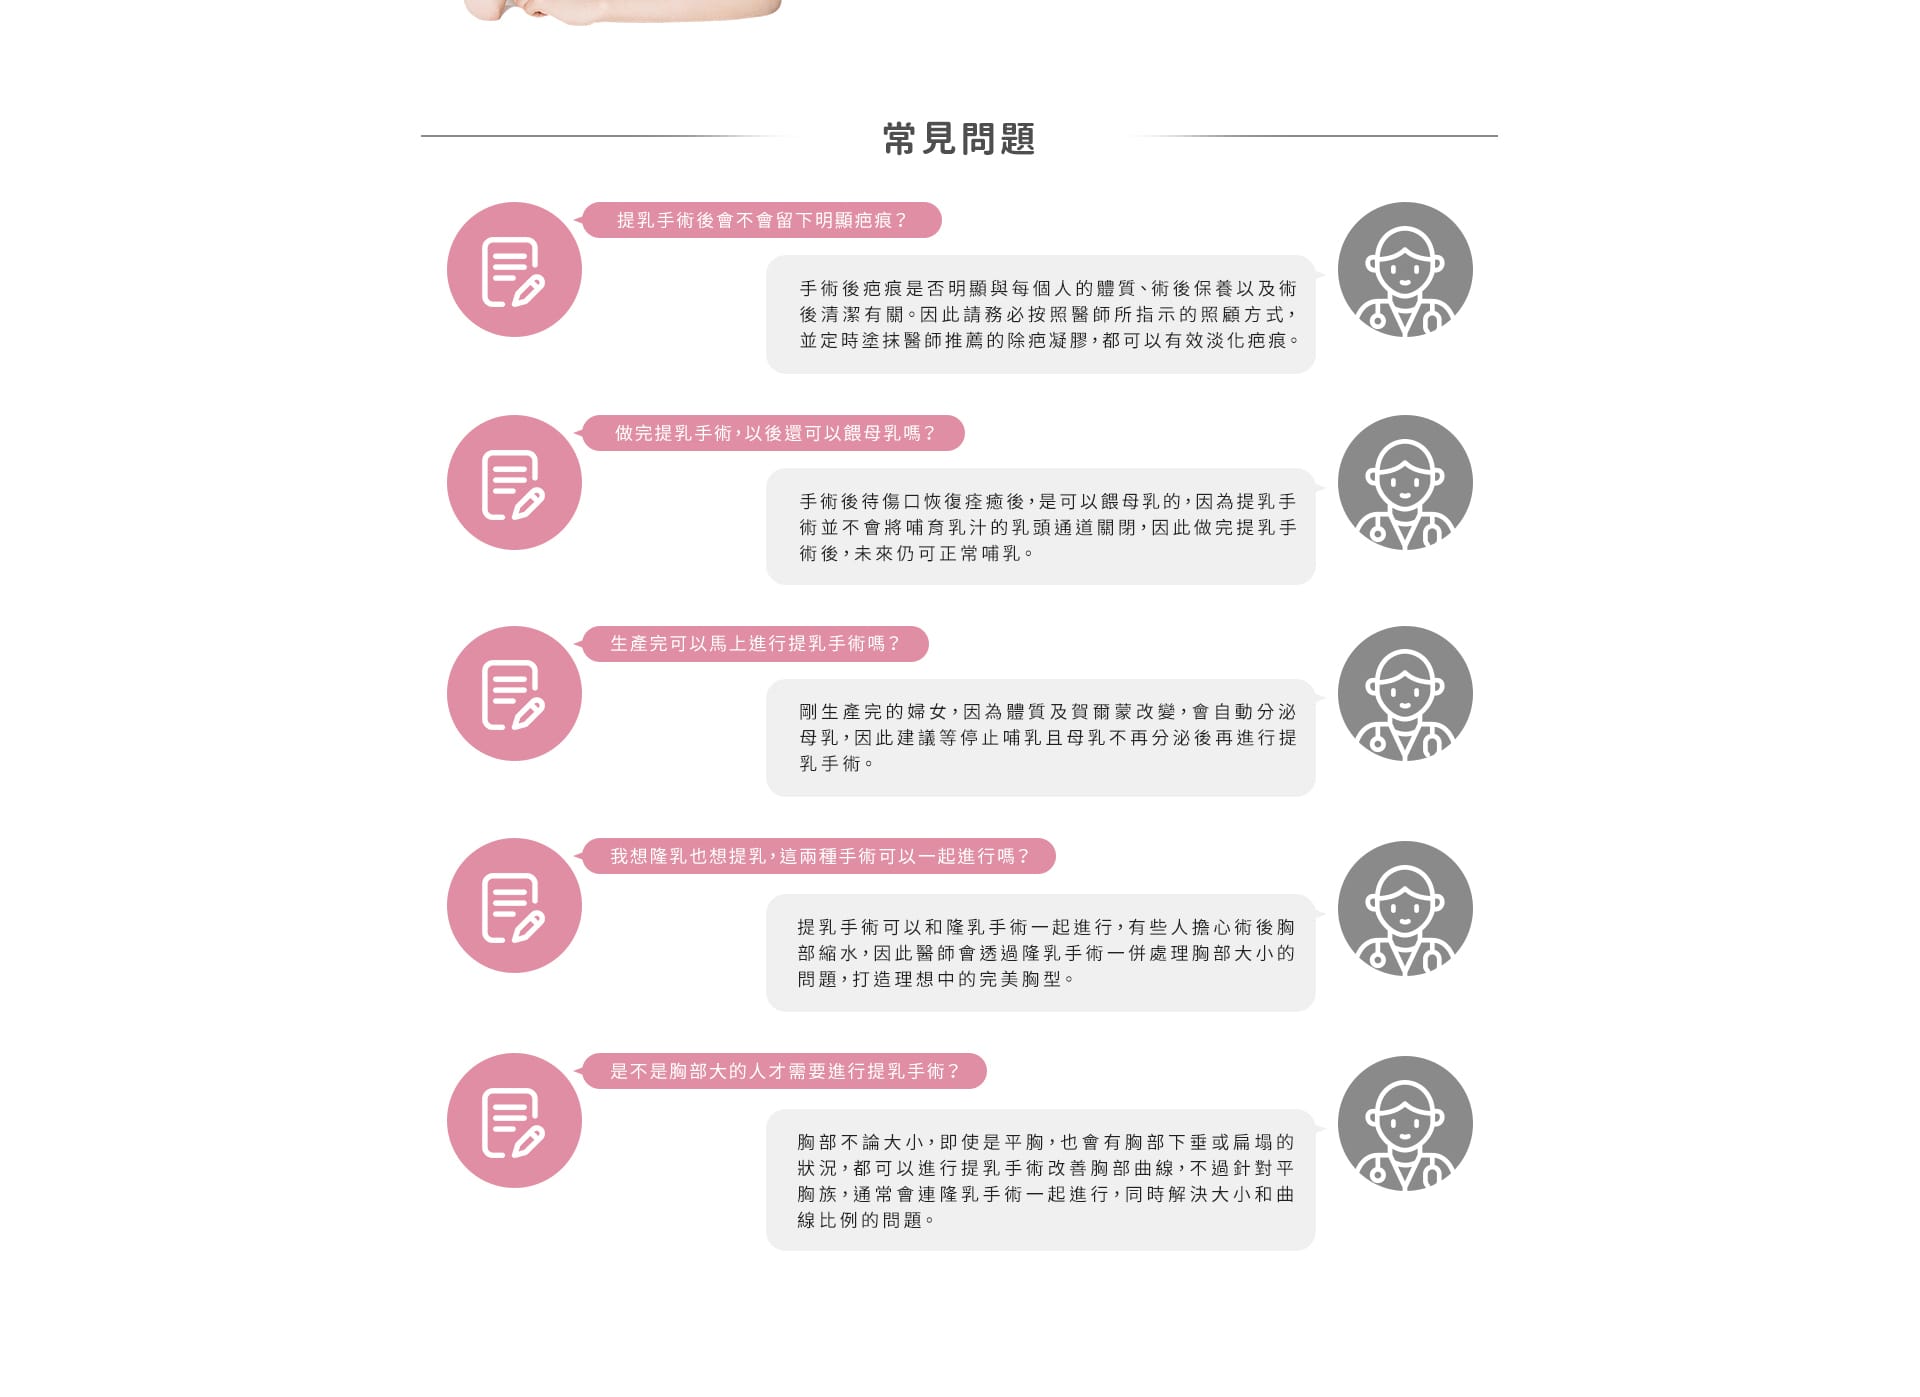 常見問題
提乳手術後會不會留下明顯疤痕？
手術後疤痕是否明顯與每個人的體質、術後保養以及術
後清潔有關。因此請務必按照醫師所指示的照顧方式，
並定時塗抹醫師推薦的除疤凝膠，都可以有效淡化疤痕。
做完提乳手術，以後還可以餵母乳嗎？
手術後待傷口恢復痊癒後，是可以餵母乳的，因為提乳手
術並不會將哺育乳汁的乳頭通道關閉，因此做完提乳手
術後，未來仍可正常哺乳。
生產完可以馬上進行提乳手術嗎？
剛生產完的婦女，因為體質及賀爾蒙改變，會自動分泌
母乳，因此建議等停止哺乳且母乳不再分泌後再進行提
乳手術。
我想隆乳也想提乳，這兩種手術可以一起進行嗎？
提乳手術可以和隆乳手術一起進行，有些人擔心術後胸
部縮水，因此醫師會透過隆乳手術一併處理胸部大小的
問題，打造理想中的完美胸型。
是不是胸部大的人才需要進行提乳手術？
胸部不論大小，即使是平胸，也會有胸部下垂或扁塌的
狀況，都可以進行提乳手術改善胸部曲線，不過針對平
胸族，通常會連隆乳手術一起進行，同時解決大小和曲
線比例的問題。